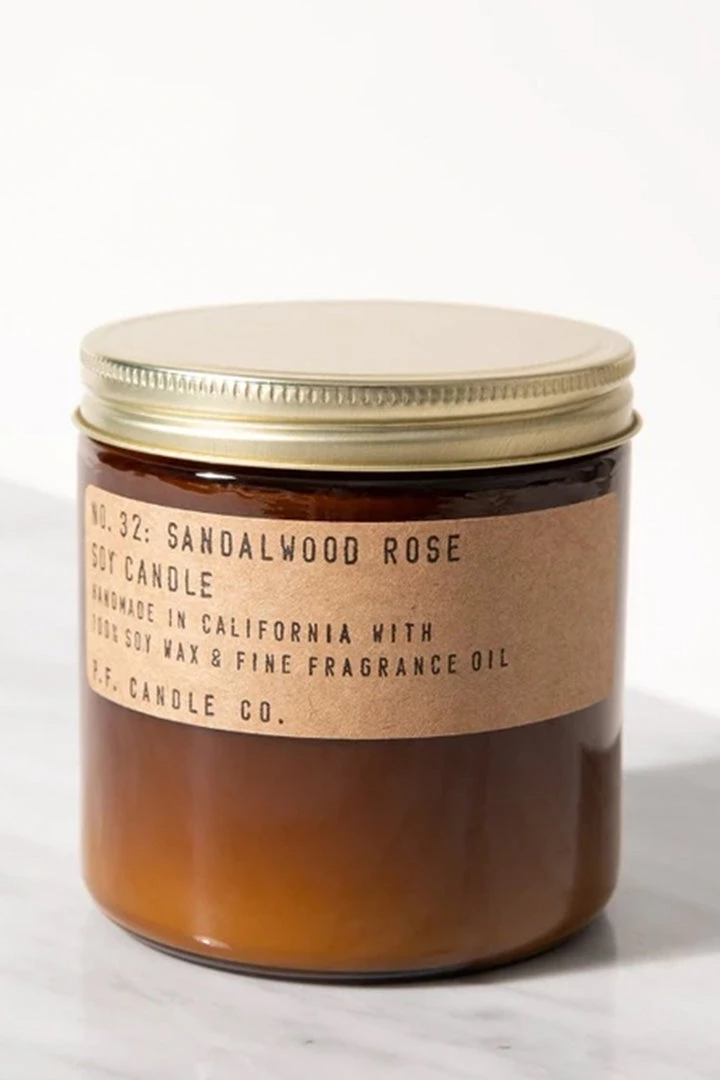 NO. 32: SANDALWOOD ROSE
SOY CANDLE
HANDMADE IN CALIFORNIA WITH
100% SOY WAX & FINE FRAGRANCE OIL
P.F. CANDLE CO.